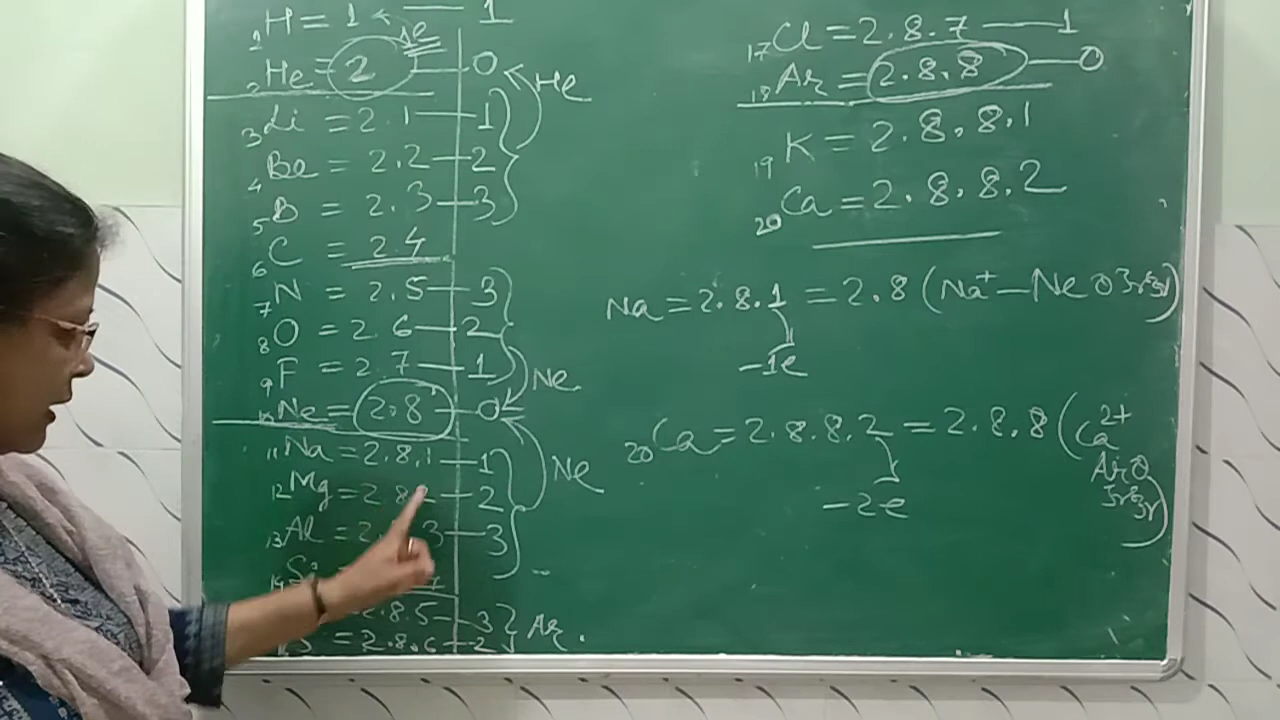 1H = 1 ← 1
1e
2He = 2 — 0
He
3Li = 2.1 — 1
4Be = 2.2 — 2
5B = 2.3 — 3
6C = 2.4
7N = 2.5 — 3
8O = 2.6 — 2
9F = 2.7 — 1
Ne
10Ne = 2.8 — 0
11Na = 2.8.1 — 1
Ne
12Mg = 2.8.2 — 2
13Al = 2. 3 — 3
14Si
2.8.5 — 3
Ar.
S = 2.8.6 — 2
17Cl = 2.8.7 — 1
18Ar = 2.8.8 — 0
19K = 2.8.8.1
20Ca = 2.8.8.2
Na = 2.8.1 = 2.8 (Na+ – Ne
-1e
20Ca = 2.8.8.2 = 2.8.8 (Ca2+
-2e
Ar